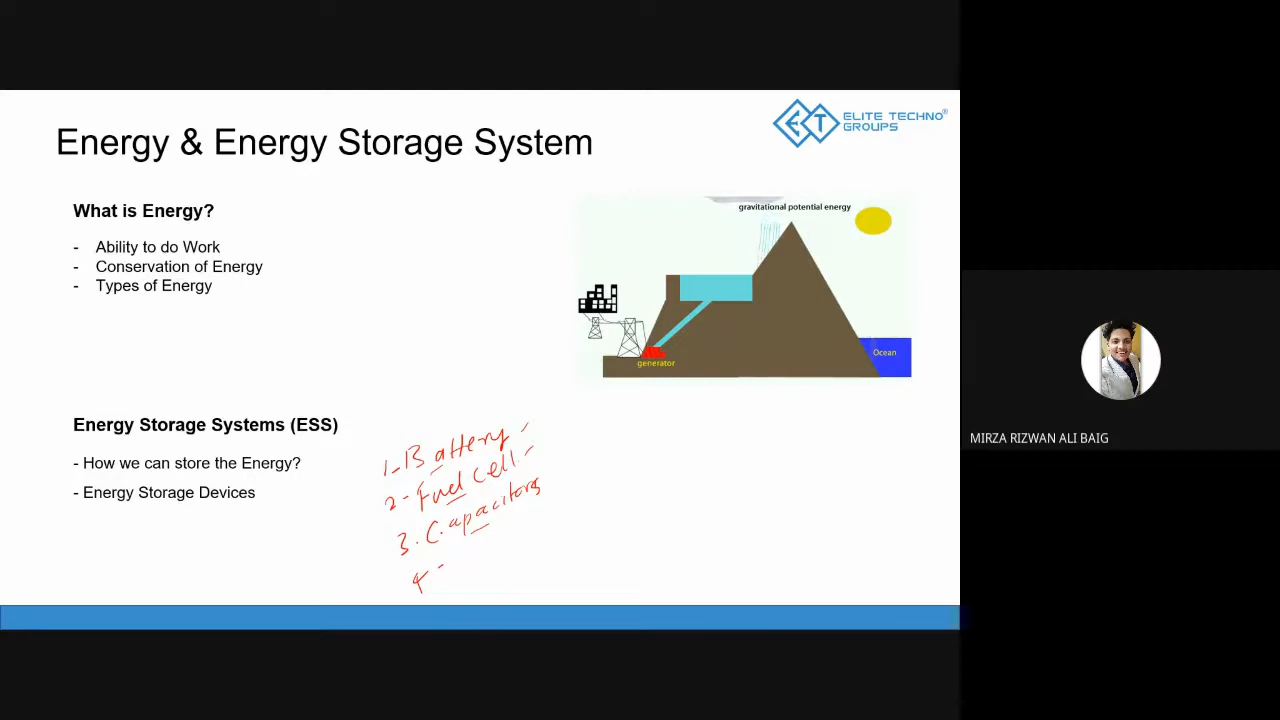 Energy & Energy Storage System
ELITE TECHNO®
GROUPS
ET
What is Energy?
- Ability to do Work
- Conservation of Energy
- Types of Energy
gravitational potential energy
Ocean
generator
Energy Storage Systems (ESS)
- How we can store the Energy?
- Energy Storage Devices
1- Battery
2- Fuel Cell
3. Capacitors
4 -
MIRZA RIZWAN ALI BAIG